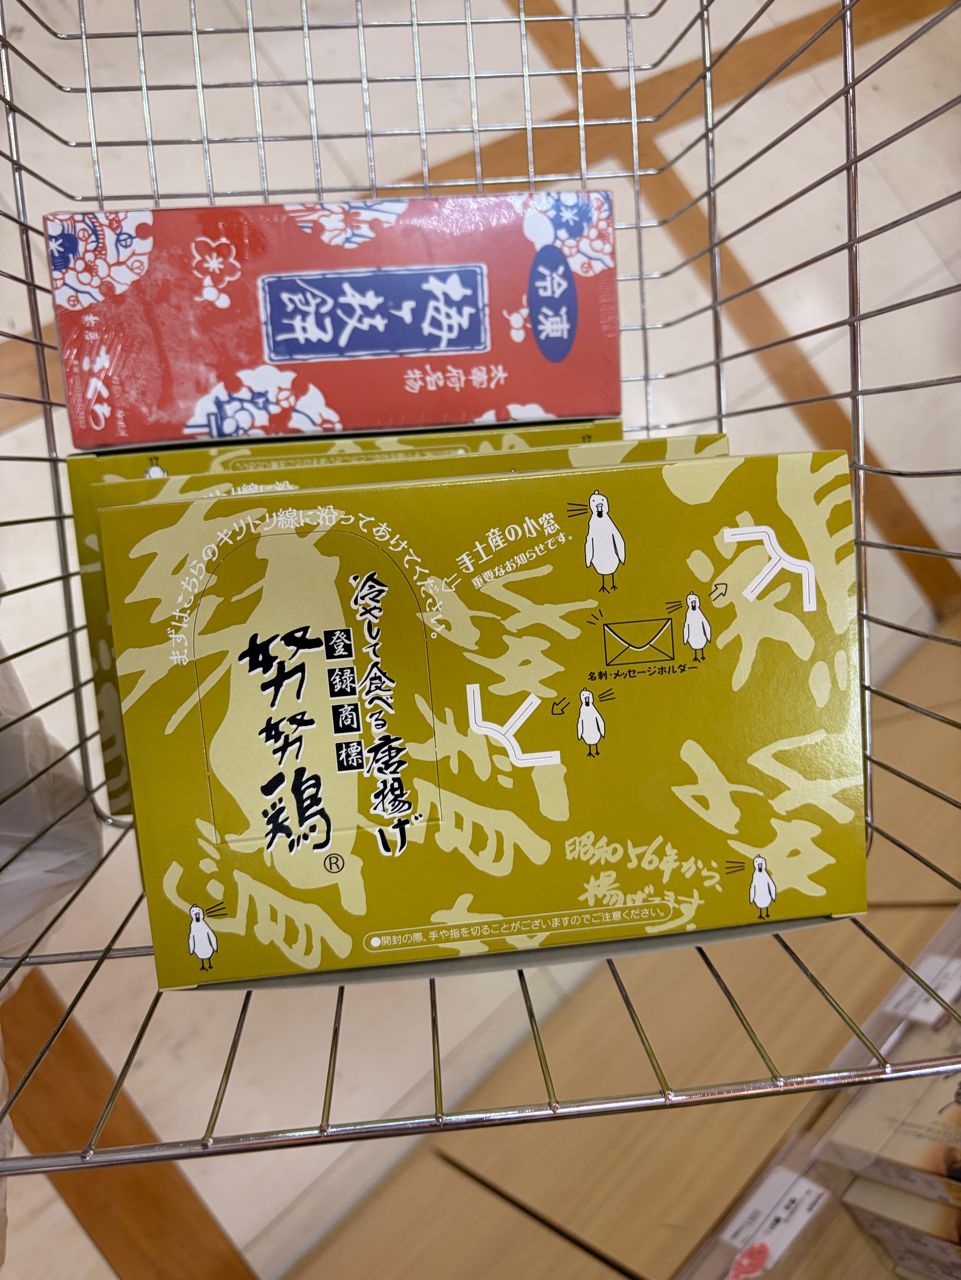 冷凍
梅ヶ枝餅
太宰府名物
まずはこちらのキリトリ線に沿ってあけてください。
手土産の小窓
重要なお知らせです。
冷やして食べる唐揚げ
登録商標
努努鶏
®
名刺・メッセージホルダー
昭和56年から、
揚げてます
●開封の際、手や指を切ることがございますのでご注意ください。